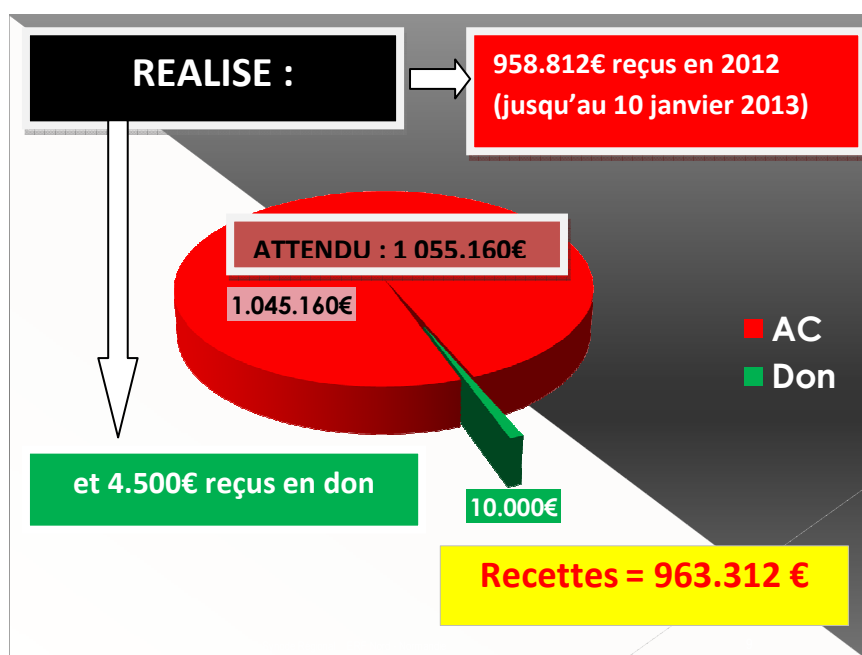 REALISE :
958.812€ reçus en 2012
(jusqu’au 10 janvier 2013)
ATTENDU : 1 055.160€
1.045.160€
AC
Don
et 4.500€ reçus en don
10.000€
Recettes = 963.312 €